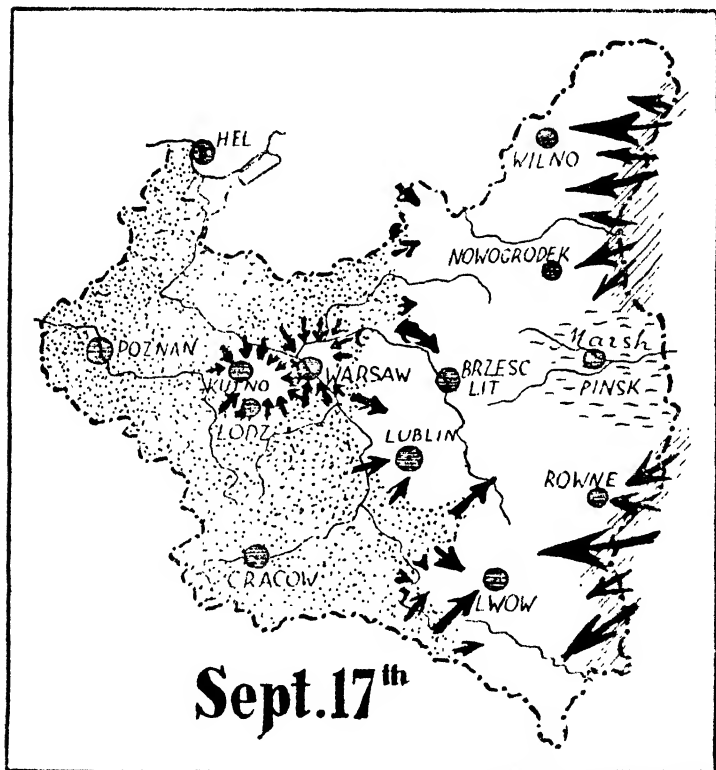 HEL
WILNO
NOWOGRODEK
POZNAN
KUTNO
WARSAW
BRZESC
LIT
Marsh
PINSK
LODZ
LUBLIN
ROWNE
CRACOW
LWOW
Sept. 17th